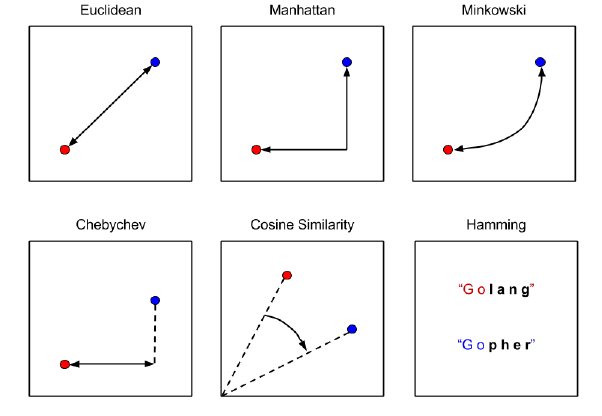 Euclidean
Manhattan
Minkowski
Chebychev
Cosine Similarity
Hamming
“Golang”
“Gopher”